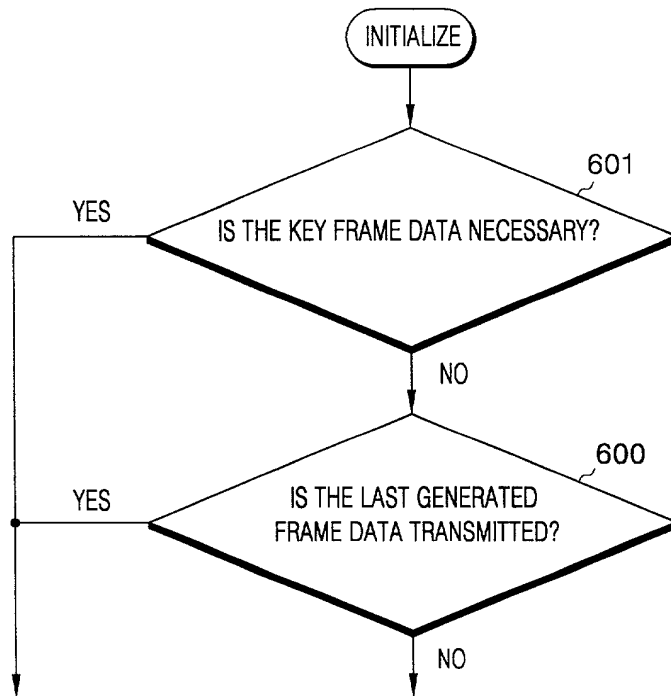 INITIALIZE
601
YES
IS THE KEY FRAME DATA NECESSARY?
NO
600
YES
IS THE LAST GENERATED
FRAME DATA TRANSMITTED?
NO